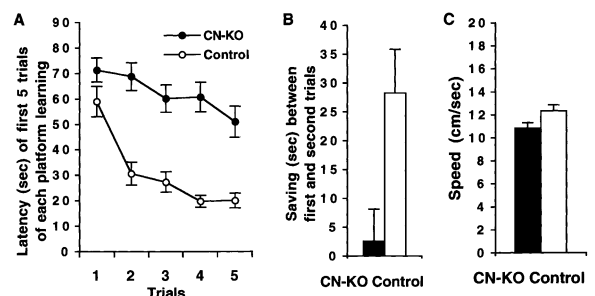 A
Latency (sec) of first 5 trials
of each platform learning
90
80
70
60
50
40
30
20
10
0
CN-KO
Control
1 2 3 4 5
Trials
B
Saving (sec) between
first and second trials
40
35
30
25
20
15
10
5
0
CN-KO Control
C
Speed (cm/sec)
20
18
16
14
12
10
8
6
4
2
0
CN-KO Control